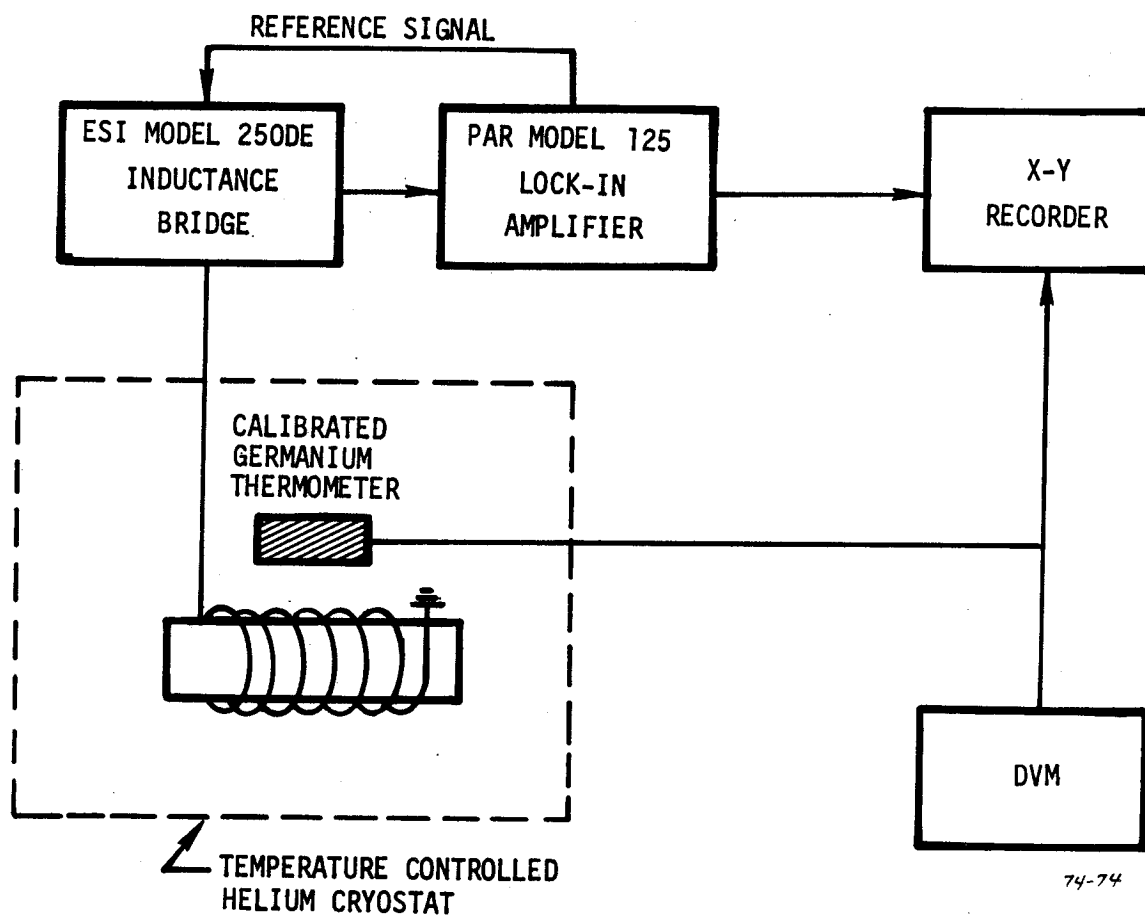 REFERENCE SIGNAL
ESI MODEL 250DE
INDUCTANCE
BRIDGE
PAR MODEL 125
LOCK-IN
AMPLIFIER
X-Y
RECORDER
CALIBRATED
GERMANIUM
THERMOMETER
DVM
TEMPERATURE CONTROLLED
HELIUM CRYOSTAT
74-74